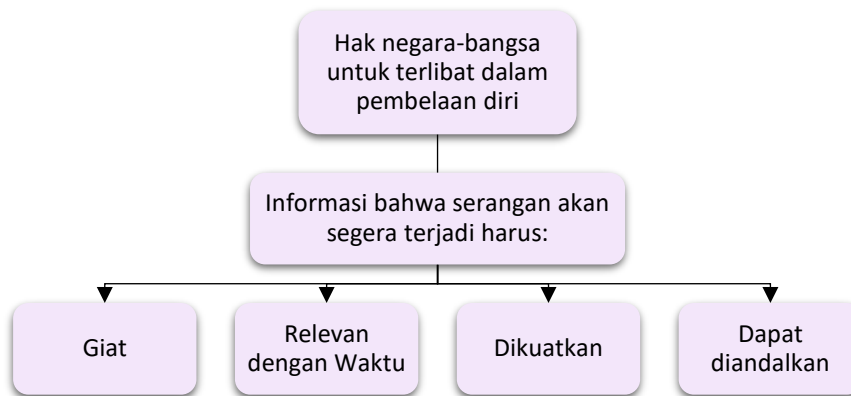 Hak negara-bangsa
untuk terlibat dalam
pembelaan diri
Informasi bahwa serangan akan
segera terjadi harus:
Giat
Relevan
dengan Waktu
Dikuatkan
Dapat
diandalkan